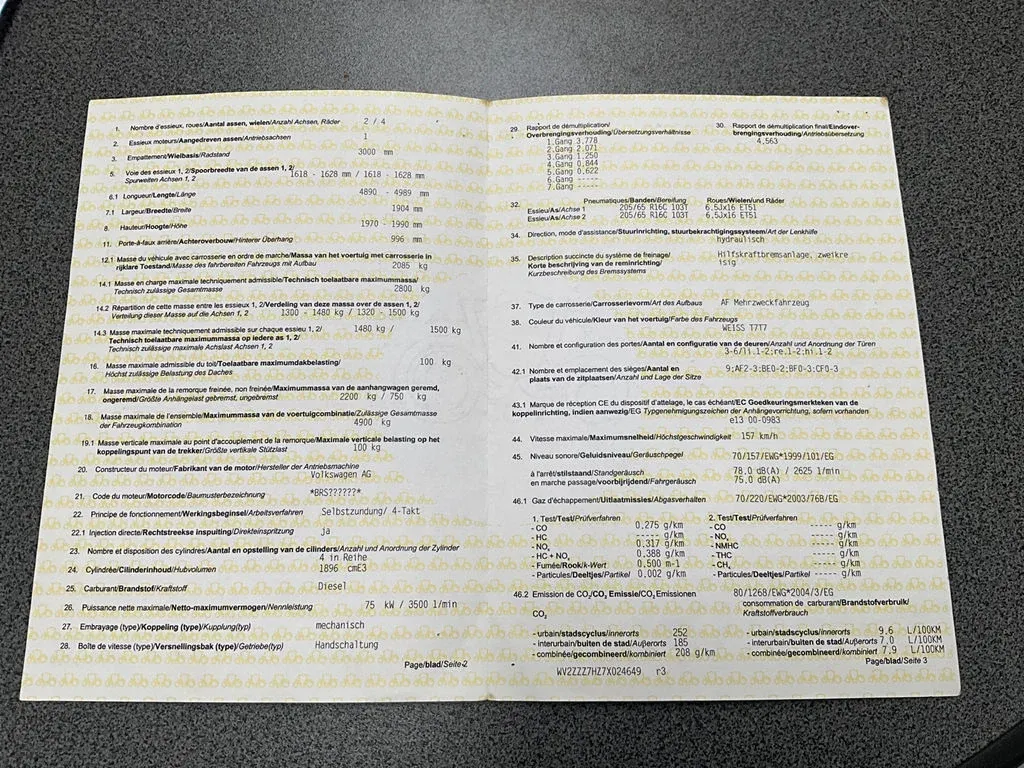 1. Nombre d'essieux, roues/Aantal assen, wielen/Anzahl Achsen, Räder 2 / 4
2. Essieux moteurs/Aangedreven assen/Antriebsachsen 1
3. Empattement/Wielbasis/Radstand 3000 mm
5. Voie des essieux 1, 2/Spoorbreedte van de assen 1, 2/
Spurweiten Achsen 1, 2 1618 - 1628 mm / 1618 - 1628 mm
6.1 Longueur/Lengte/Länge 4890 - 4989 mm
7.1 Largeur/Breedte/Breite 1904 mm
8. Hauteur/Hoogte/Höhe 1970 - 1990 mm
11. Porte-à-faux arrière/Achteroverbouw/Hinterer Überhang 996 mm
12.1 Masse du véhicule avec carrosserie en ordre de marche/Massa van het voertuig met carrosserie in
rijklare Toestand/Masse des fahrbereiten Fahrzeugs mit Aufbau 2085 kg
14.1 Masse en charge maximale techniquement admissible/Technisch toelaatbare maximummassa/
Technisch zulässige Gesamtmasse 2800 kg
14.2 Répartition de cette masse entre les essieux 1, 2/Verdeling van deze massa over de assen 1, 2/
Verteilung dieser Masse auf die Achsen 1, 2 1300 - 1480 kg / 1320 - 1500 kg
14.3 Masse maximale techniquement admissible sur chaque essieu 1, 2/ 1480 kg / 1500 kg
Technisch toelaatbare maximummassa op iedere as 1, 2/
Technisch zulässige maximale Achslast Achsen 1, 2
16. Masse maximale admissible du toit/Toelaatbare maximum dakbelasting/ 100 kg
Höchst zulässige Belastung des Daches
17. Masse maximale de la remorque freinée, non freinée/Maximummassa van de aanhangwagen geremd,
ongeremd/Größte Anhängelast gebremst, ungebremst 2200 kg / 750 kg
18. Masse maximale de l'ensemble/Maximummassa van de voertuigcombinatie/Zulässige Gesamtmasse
der Fahrzeugkombination 4900 kg
19.1 Masse verticale maximale au point d'accouplement de la remorque/Maximale verticale belasting op het
koppelingspunt van de trekker/Größte vertikale Stützlast 100 kg
20. Constructeur du moteur/Fabrikant van de motor/Hersteller der Antriebsmachine
Volkswagen AG
21. Code du moteur/Motorcode/Baumusterbezeichnung *BRS??????*
22. Principe de fonctionnement/Werkingsbeginsel/Arbeitsverfahren Selbstzundung/ 4-Takt
22.1 Injection directe/Rechtstreekse inspuiting/Direkteinspritzung ja
23. Nombre et disposition des cylindres/Aantal en opstelling van de cilinders/Anzahl und Anordnung der Zylinder
4 in Reihe
24. Cylindrée/Cilinderinhoud/Hubvolumen 1896 cmE3
25. Carburant/Brandstof/Kraftstoff Diesel
26. Puissance nette maximale/Netto-maximumvermogen/Nennleistung 75 kW / 3500 1/min
27. Embrayage (type)/Koppeling (type)/Kupplung(typ) mechanisch
28. Boîte de vitesse (type)/Versnellingsbak (type)/Getriebe(typ) Handschaltung
Page/blad/Seite 2
29. Rapport de démultiplication/
Overbrengingsverhouding/Übersetzungsverhältnisse
1.Gang 3.778
2.Gang 2.071
3.Gang 1.250
4.Gang 0,844
5.Gang 0,622
6.Gang -----
7.Gang -----
30. Rapport de démultiplication final/Eindover-
brengingsverhouding/Antriebsübersetzung
4,563
32. Pneumatiques/Banden/Bereifung Roues/Wielen/und Räder
Essieu/As/Achse 1 205/65 R16C 103T 6.5Jx16 ET51
Essieu/As/Achse 2 205/65 R16C 103T 6.5Jx16 ET51
34. Direction, mode d'assistance/Stuurinrichting, stuurbekrachtigingssysteem/Art der Lenkhilfe
hydraulisch
35. Description succincte du système de freinage/ Hilfskraftbremsanlage, zweikre
Korte beschrijving van de reminrichting/ isig
Kurzbeschreibung des Bremssystems
37. Type de carrosserie/Carrosserievorm/Art des Aufbaus AF Mehrzweckfahrzeug
38. Couleur du véhicule/Kleur van het voertuig/Farbe des Fahrzeugs
WEISS T7T7
41. Nombre et configuration des portes/Aantal en configuratie van de deuren/Anzahl und Anordnung der Türen
3-6/li.1-2;re.1-2;hi.1-2
42.1 Nombre et emplacement des sièges/Aantal en 9;AF2-3;BE0-2;BF0-3;CF0-3
plaats van de zitplaatsen/Anzahl und Lage der Sitze
43.1 Marque de réception CE du dispositif d'attelage, le cas échéant/EC Goedkeuringsmerkteken van de
koppelinrichting, indien aanwezig/EG Typgenehmigungszeichen der Anhängevorrichtung, sofern vorhanden
e13 00-0983
44. Vitesse maximale/Maximumsnelheid/Höchstgeschwindigkeit 157 km/h
45. Niveau sonore/Geluidsniveau/Geräuschpegel 70/157/EWG*1999/101/EG
à l'arrêt/stilstaand/Standgeräusch 78.0 dB(A) / 2625 1/min
en marche passage/voorbijrijdend/Fahrgeräusch 75.0 dB(A)
46.1 Gaz d'échappement/Uitlaatmissies/Abgasverhalten 70/220/EWG*2003/76B/EG
1. Test/Test/Prüfverfahren 2. Test/Test/Prüfverfahren
- CO 0.275 g/km - CO ----- g/km
- HC ----- g/km - NOx ----- g/km
- NOx 0.317 g/km - NMHC ----- g/km
- HC + NOx 0.388 g/km - THC ----- g/km
- Fumée/Rook/k-Wert 0,500 m-1 - CH4 ----- g/km
- Particules/Deeltjes/Partikel 0,002 g/km - Particules/Deeltjes/Partikel ----- g/km
46.2 Emission de CO2/CO2 Emissie/CO2 Emissionen 80/1268/EWG*2004/3/EG
CO2 consommation de carburant/Brandstofverbruik/
Kraftstoffverbrauch
- urbain/stadscyclus/innerorts 252 - urbain/stadscyclus/innerorts 9.6 L/100KM
- interurbain/buiten de stad/Außerorts 185 - interurbain/buiten de stad/Außerorts 7.0 L/100KM
- combinée/gecombineerd/kombiniert 208 g/km - combinée/gecombineerd/kombiniert 7.9 L/100KM
Page/blad/Seite 3
WV2ZZZ7HZ7X024649 r3